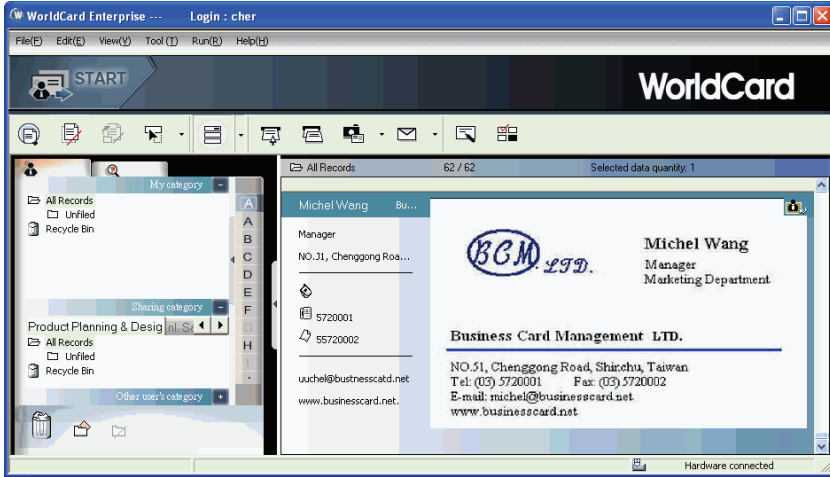 WorldCard Enterprise --- Login : cher
File(F) Edit(E) View(V) Tool (T) Run(R) Help(H)
START
WorldCard
All Records 62 / 62 Selected data quantity: 1
My category
All Records
Unfiled
Recycle Bin
Sharing category
Product Planning & Desig
All Records
Unfiled
Recycle Bin
Other user's category
A
A
B
C
D
E
F
G
H
I
Michel Wang Bu...
Manager
NO.J1, Chenggong Roa...
5720001
55720002
uuchel@bustnesscatd.net
www.businesscard.net.
BCM. LTD.
Michel Wang
Manager
Marketing Department
Business Card Management LTD.
NO.51, Chenggong Road, Shinchu, Taiwan
Tel: (03) 5720001 Fax: (03) 5720002
E-mail: michel@businesscard.net
www.businesscard.net
Hardware connected